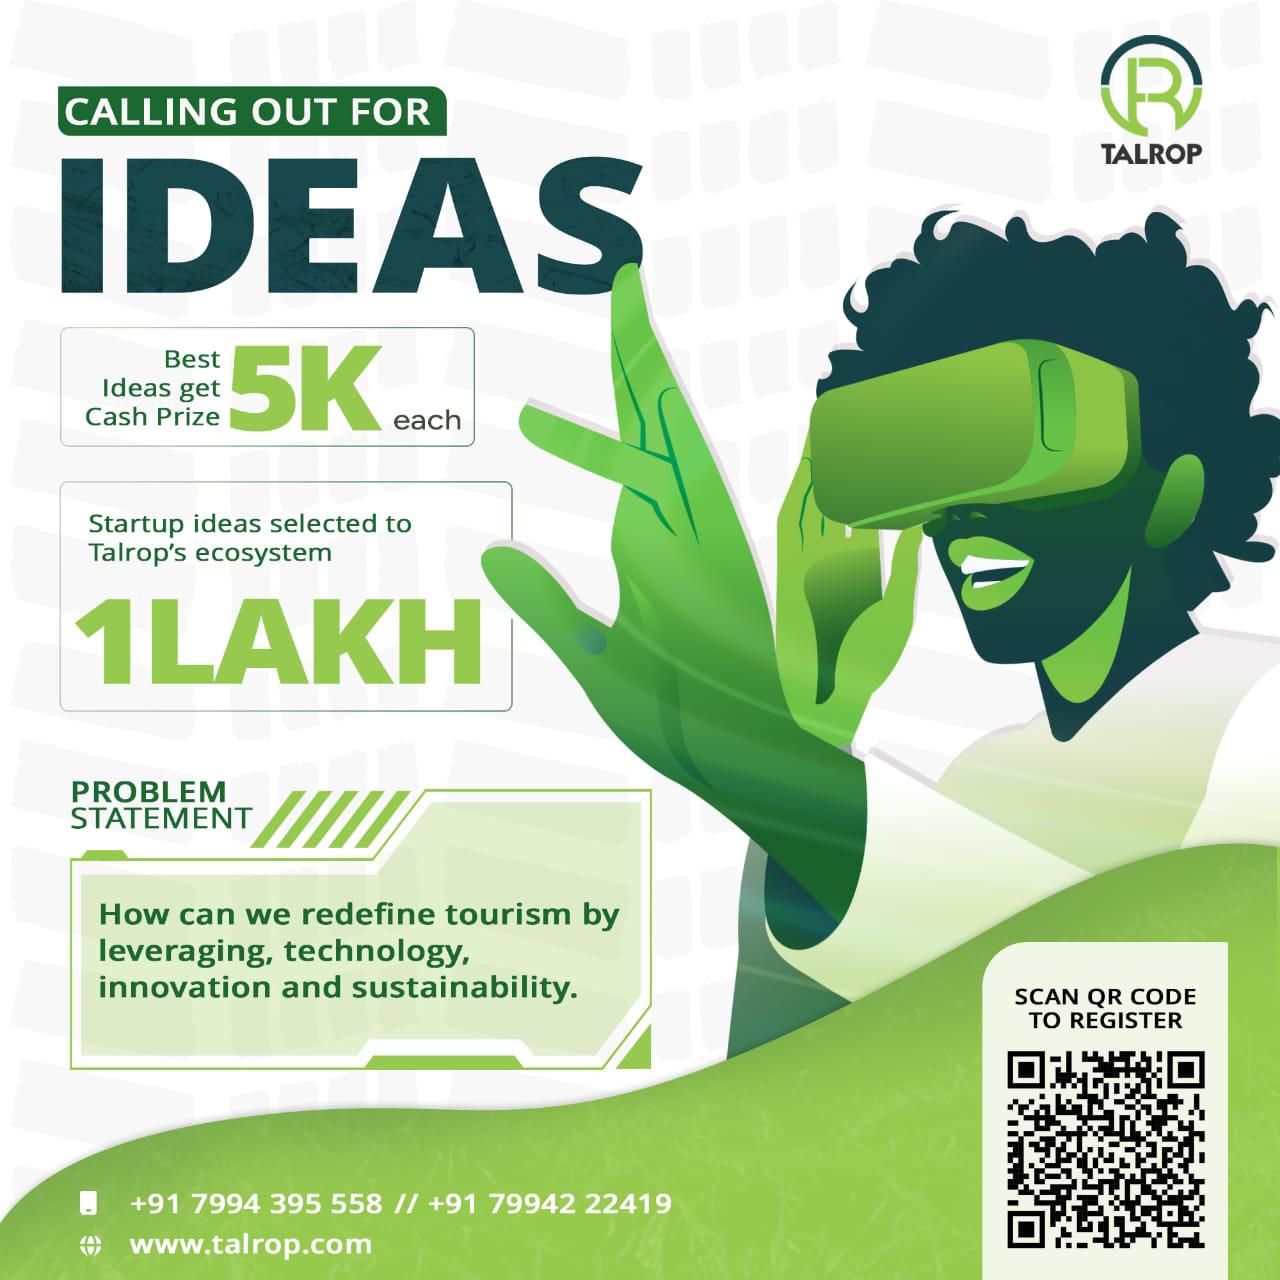 TALROP
CALLING OUT FOR
IDEAS
Best
Ideas get
Cash Prize
5K each
Startup ideas selected to
Talrop’s ecosystem
1LAKH
PROBLEM
STATEMENT
How can we redefine tourism by
leveraging, technology,
innovation and sustainability.
SCAN QR CODE
TO REGISTER
+91 7994 395 558 // +91 79942 22419
www.talrop.com